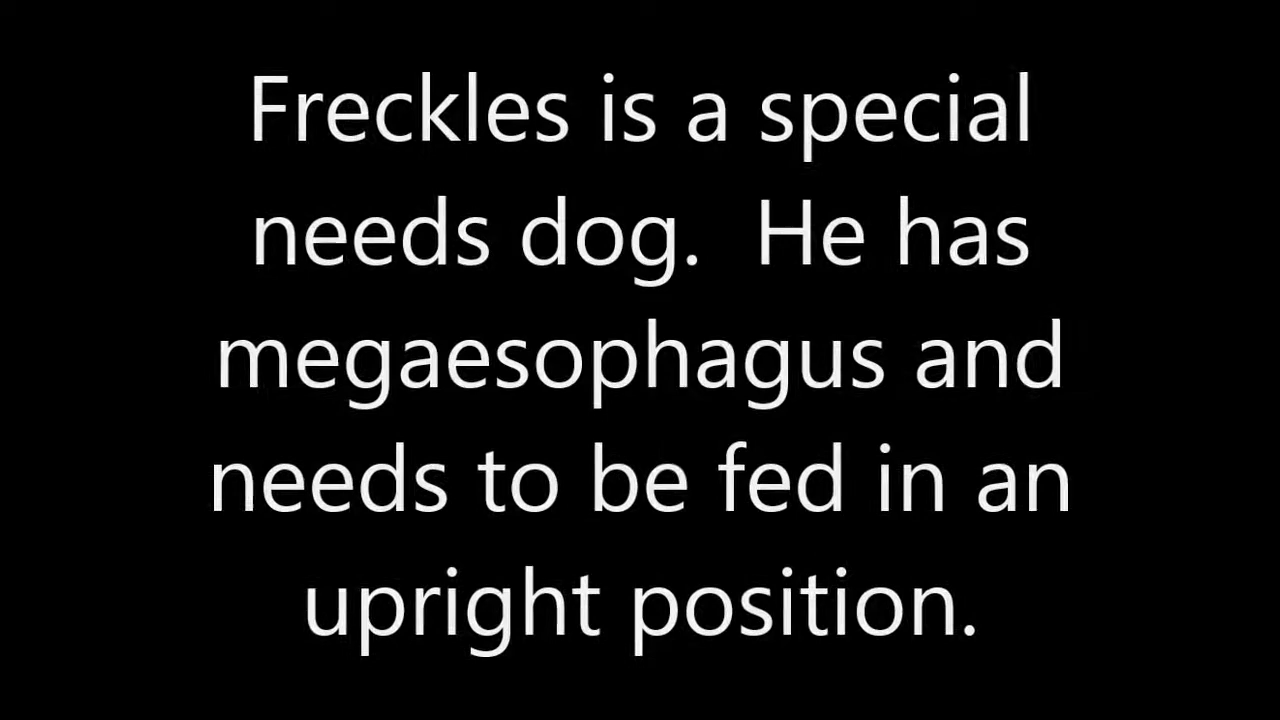 Freckles is a special
needs dog.  He has
megaesophagus and
needs to be fed in an
upright position.